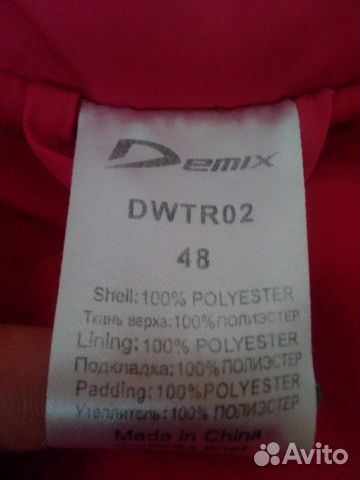 Demix
DWTR02
48
Shell: 100% POLYESTER
Ткань верха: 100% ПОЛИЭСТЕР
Lining: 100% POLYESTER
Подкладка: 100% ПОЛИЭСТЕР
Padding: 100% POLYESTER
Утеплитель: 100% ПОЛИЭСТЕР
Made in China
Avito